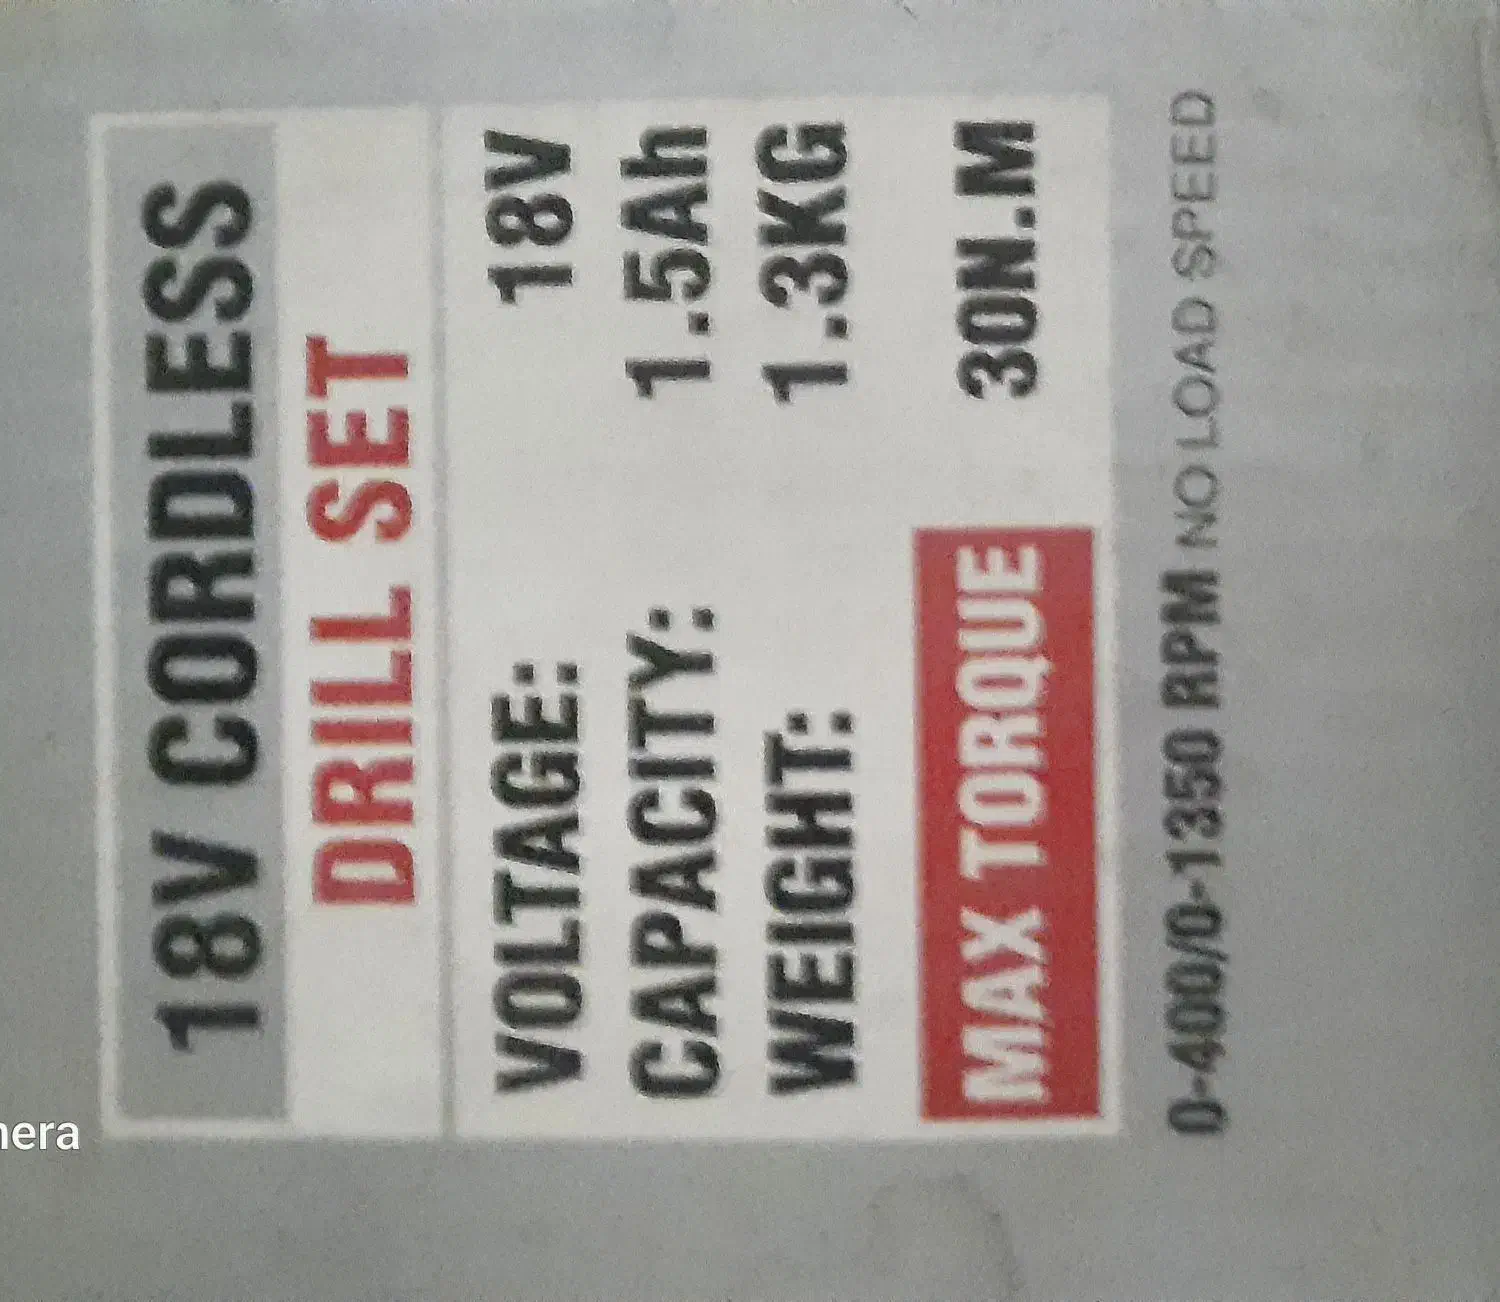 18V CORDLESS
DRILL SET
VOLTAGE: 18V
CAPACITY: 1.5Ah
WEIGHT: 1.3KG
MAX TORQUE 30N.M
0-400/0-1350 RPM NO LOAD SPEED